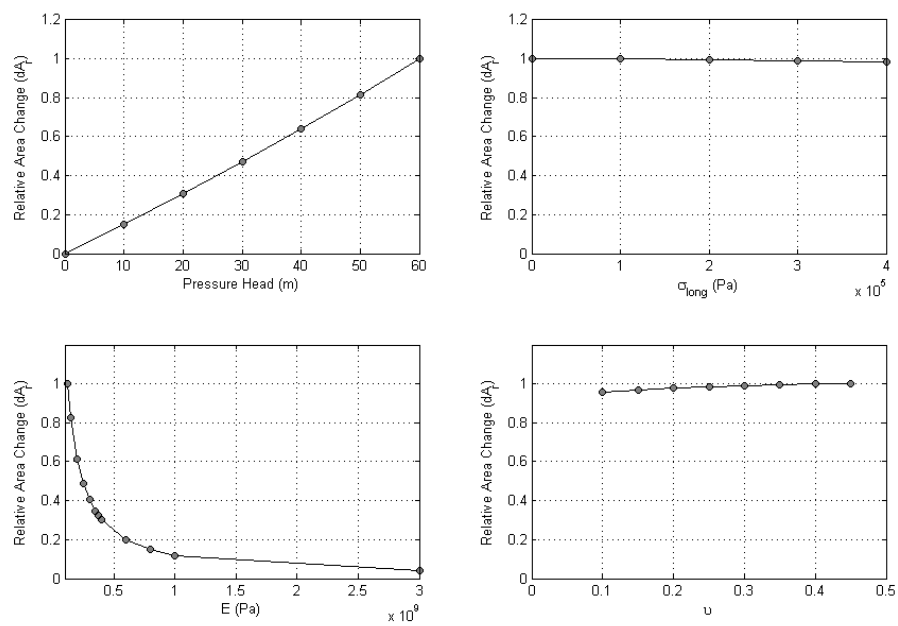 1.2
1
0.8
0.6
0.4
0.2
0
Relative Area Change (dAr)
0 10 20 30 40 50 60
Pressure Head (m)
1.2
1
0.8
0.6
0.4
0.2
0
Relative Area Change (dAr)
0 1 2 3 4
σlong (Pa)
x 10^5
1
0.8
0.6
0.4
0.2
0
Relative Area Change (dAr)
0.5 1 1.5 2 2.5 3
E (Pa)
x 10^9
1
0.8
0.6
0.4
0.2
0
Relative Area Change (dAr)
0 0.1 0.2 0.3 0.4 0.5
υ